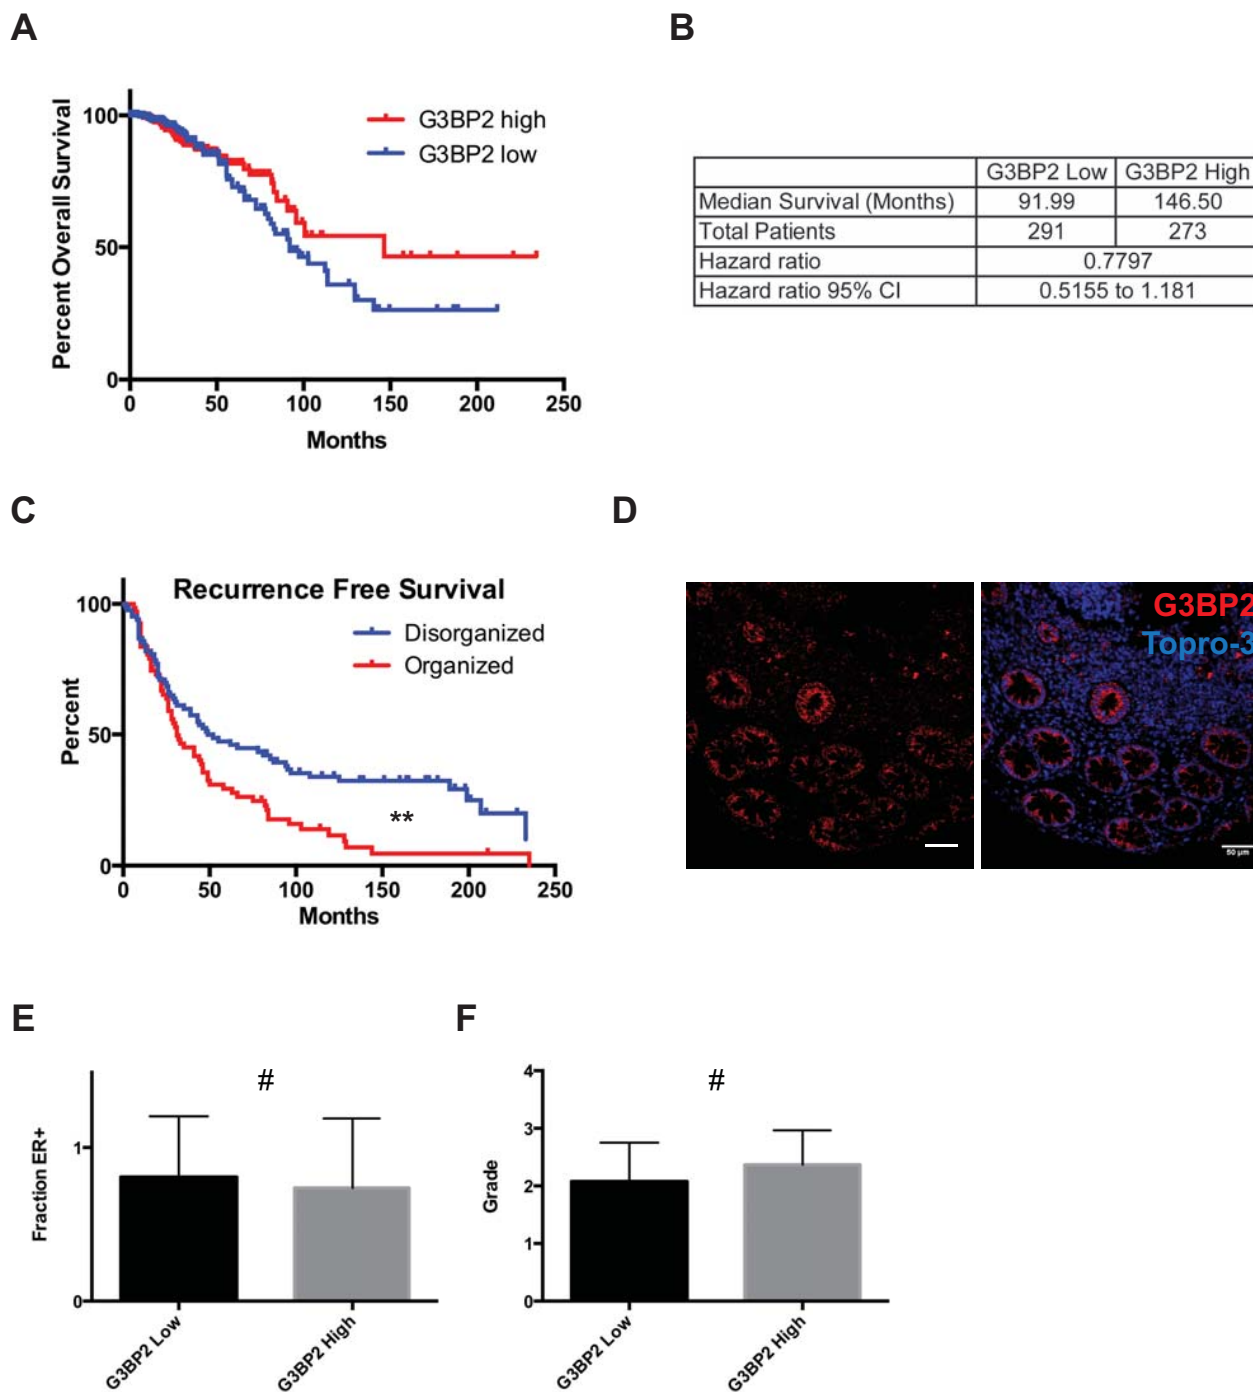 A
B
Percent Overall Survival
100
50
0
0 50 100 150 200 250
Months
G3BP2 high
G3BP2 low
G3BP2 Low G3BP2 High
Median Survival (Months) 91.99 146.50
Total Patients 291 273
Hazard ratio 0.7797
Hazard ratio 95% CI 0.5155 to 1.181
C
D
Recurrence Free Survival
Disorganized
Organized
Percent
100
50
0
**
0 50 100 150 200 250
Months
G3BP2
Topro-3
50 µm
E
F
Fraction ER+
1
0
#
G3BP2 Low
G3BP2 High
Grade
4
3
2
1
0
#
G3BP2 Low
G3BP2 High